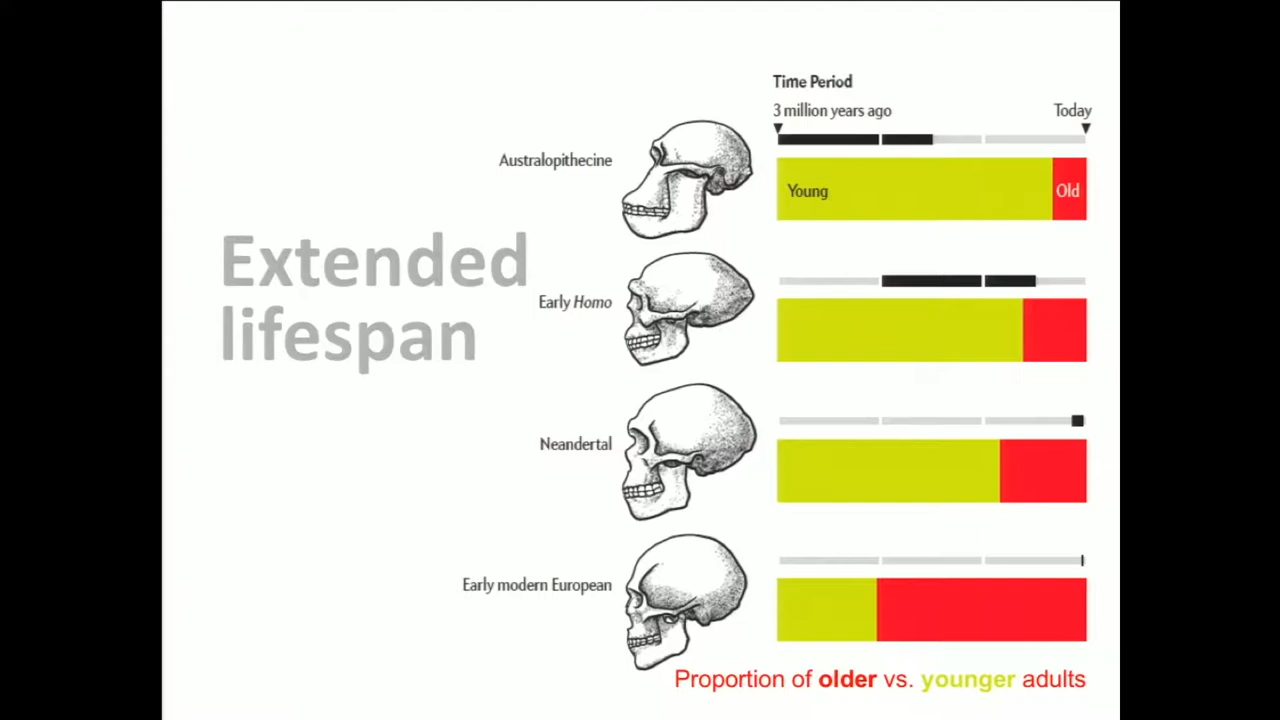 Time Period
3 million years ago Today
Australopithecine
Young Old
Extended
lifespan
Early Homo
Neandertal
Early modern European
Proportion of older vs. younger adults